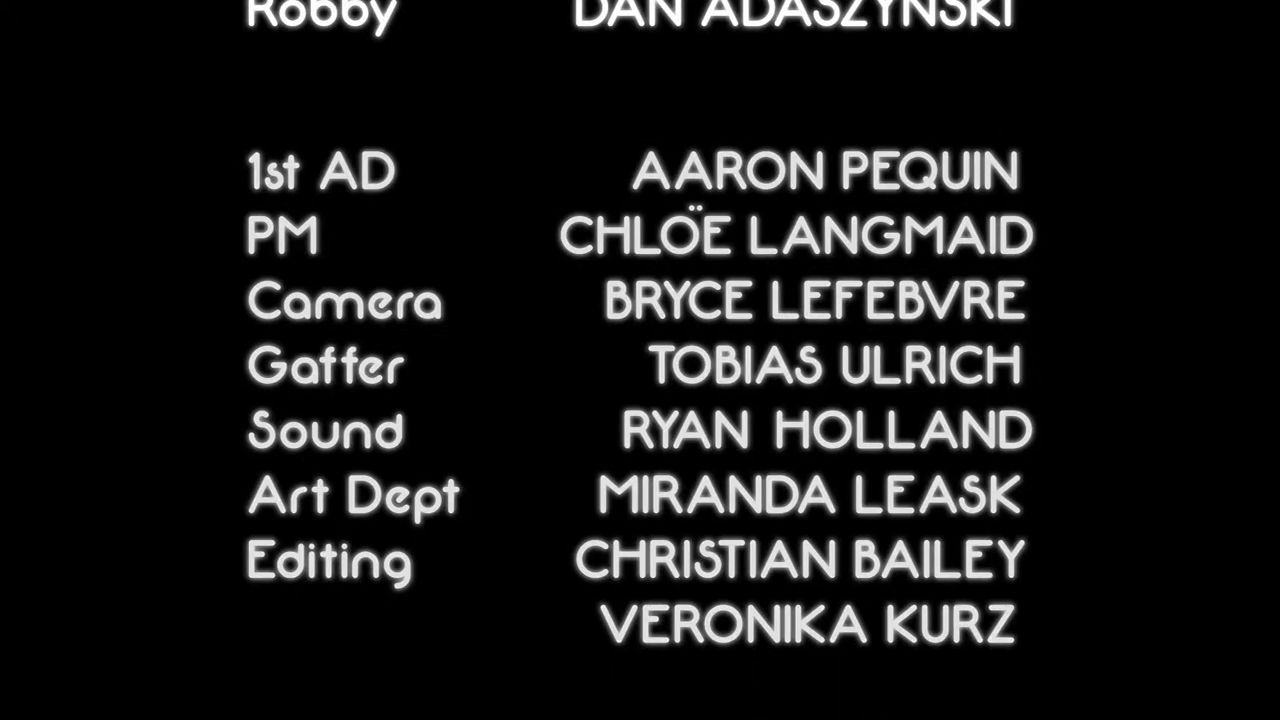 Robby DAN ADASZYNSKI
1st AD AARON PEQUIN
PM CHLÖE LANGMAID
Camera BRYCE LEFEBVRE
Gaffer TOBIAS ULRICH
Sound RYAN HOLLAND
Art Dept MIRANDA LEASK
Editing CHRISTIAN BAILEY
VERONIKA KURZ